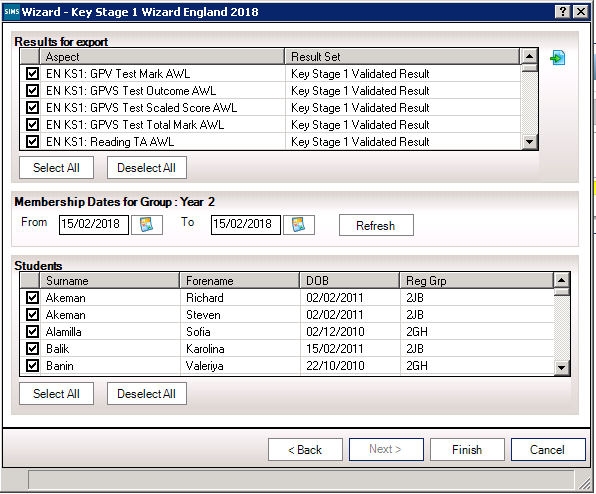 SIMS Wizard - Key Stage 1 Wizard England 2018
Results for export
Aspect Result Set
EN KS1: GPV Test Mark AWL Key Stage 1 Validated Result
EN KS1: GPVS Test Outcome AWL Key Stage 1 Validated Result
EN KS1: GPVS Test Scaled Score AWL Key Stage 1 Validated Result
EN KS1: GPVS Test Total Mark AWL Key Stage 1 Validated Result
EN KS1: Reading TA AWL Key Stage 1 Validated Result
Select All Deselect All
Membership Dates for Group : Year 2
From 15/02/2018 To 15/02/2018 Refresh
Students
Surname Forename DOB Reg Grp
Akeman Richard 02/02/2011 2JB
Akeman Steven 02/02/2011 2JB
Alamilla Sofia 02/12/2010 2GH
Balik Karolina 15/02/2011 2JB
Banin Valeriya 22/10/2010 2GH
Select All Deselect All
< Back Next > Finish Cancel